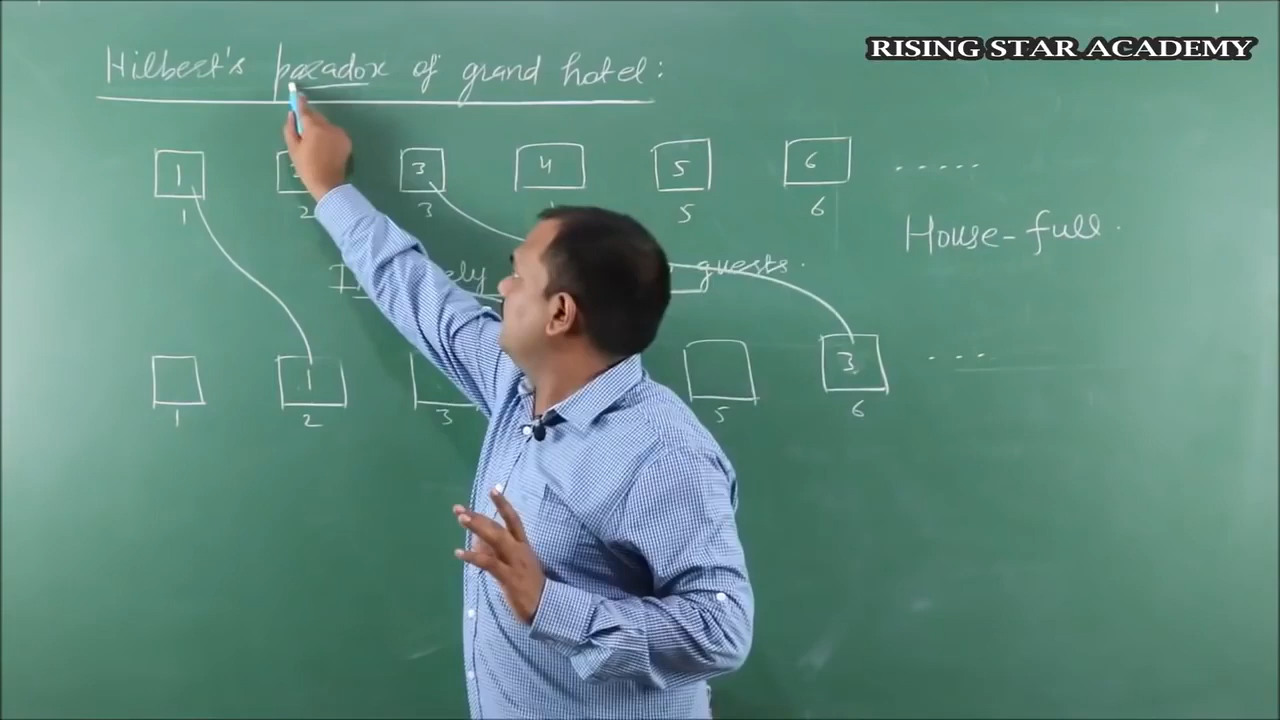 RISING STAR ACADEMY
Hilbert's paradox of grand hotel:
1 3 4 5 6 .....
1 2 3 5 6
House-full.
guests.
1 3 ...
1 2 3 5 6